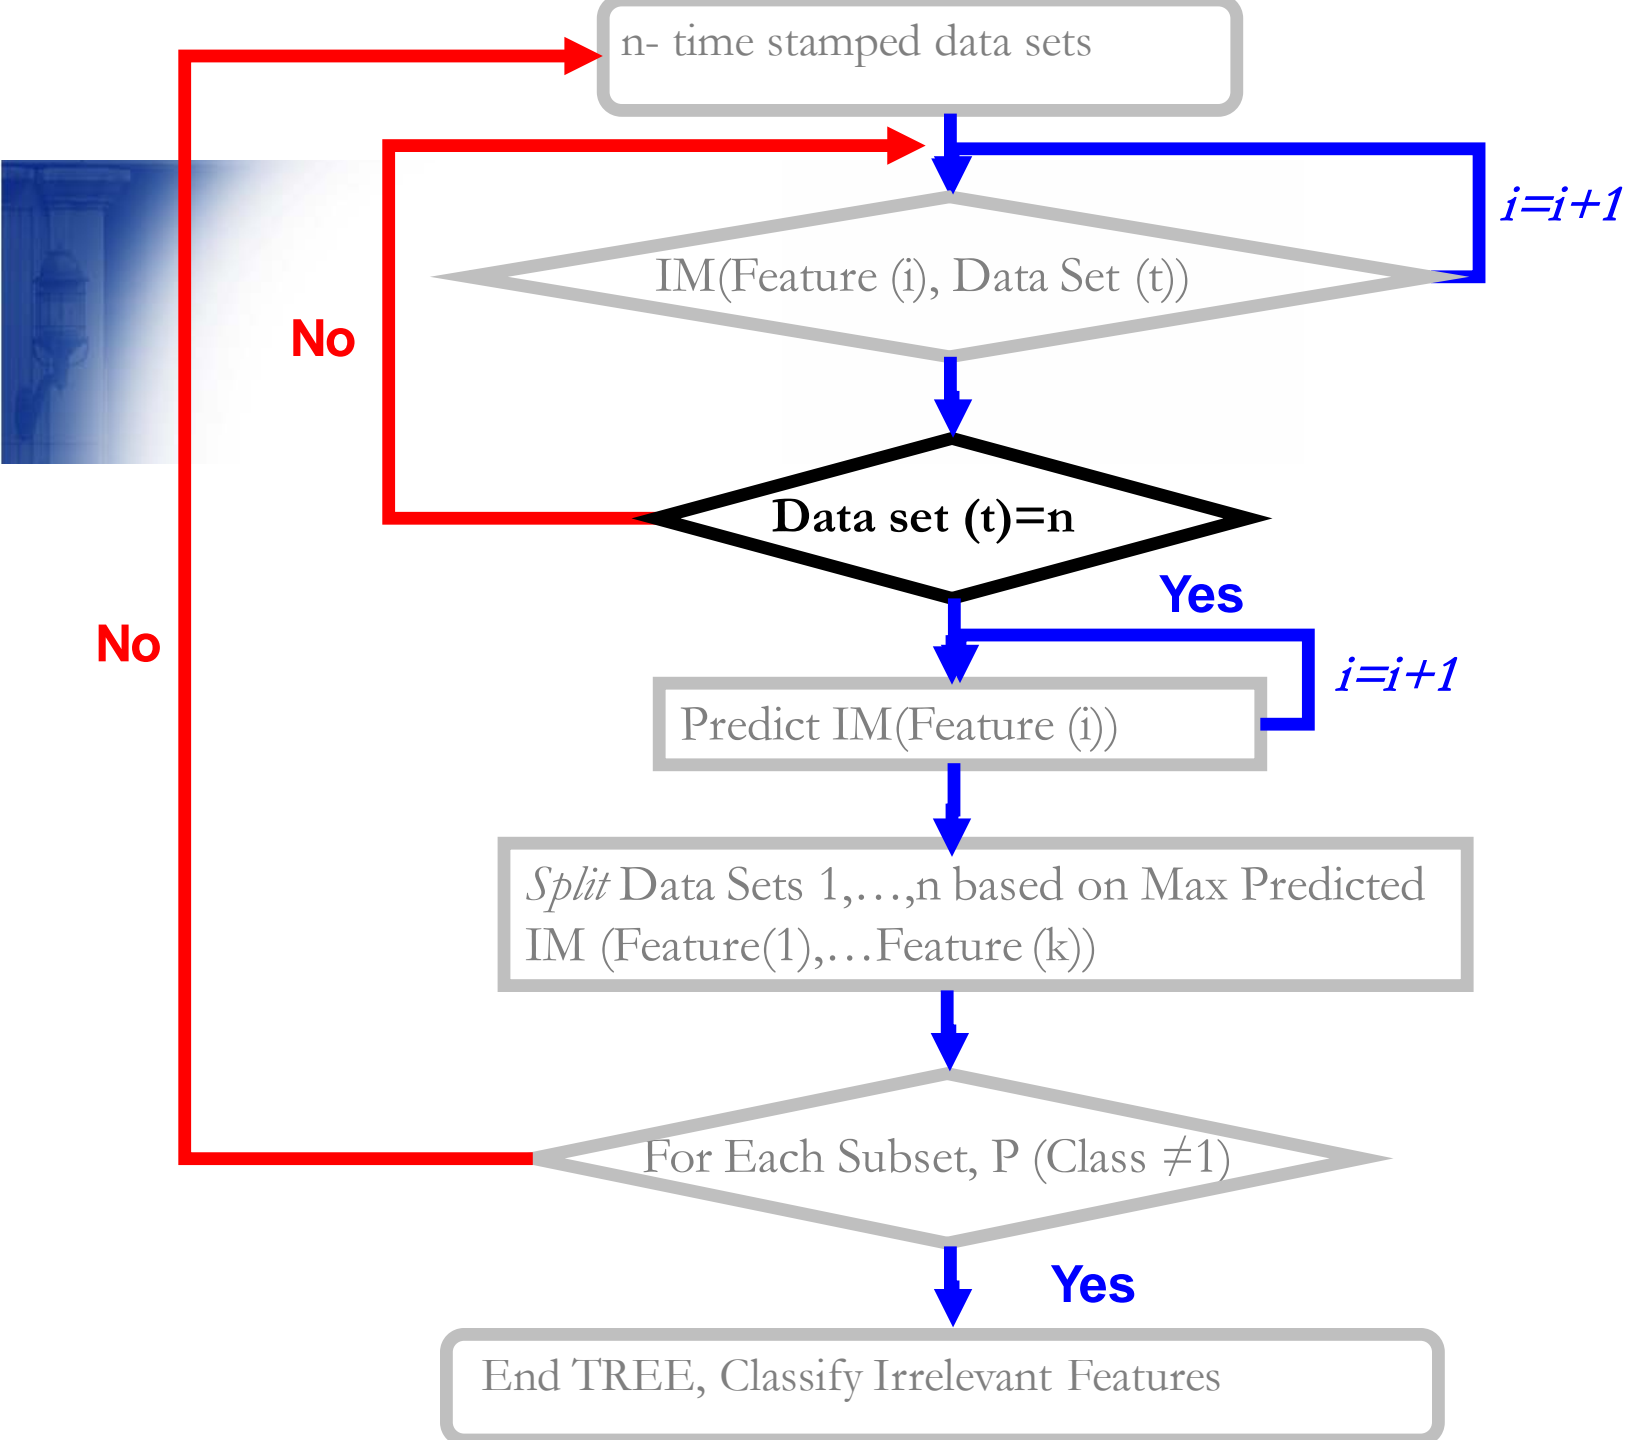 n- time stamped data sets
i=i+1
IM(Feature (i), Data Set (t))
No
Data set (t)=n
Yes
No
i=i+1
Predict IM(Feature (i))
Split Data Sets 1,…,n based on Max Predicted
IM (Feature(1),…Feature (k))
For Each Subset, P (Class ≠1)
Yes
End TREE, Classify Irrelevant Features